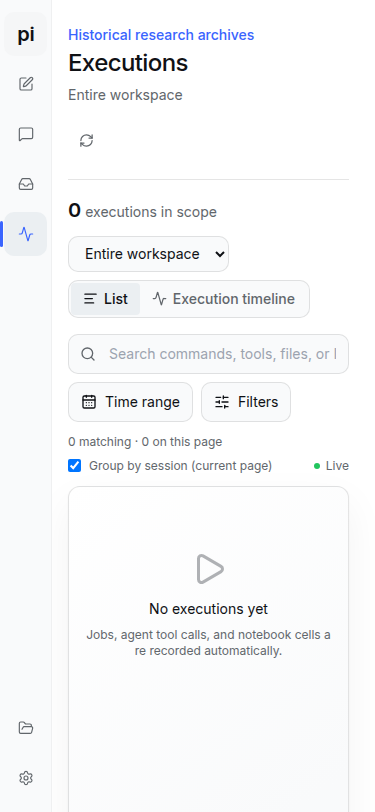 pi
Historical research archives
Executions
Entire workspace
0 executions in scope
Entire workspace
List
Execution timeline
Search commands, tools, files, or
Time range
Filters
0 matching · 0 on this page
Group by session (current page)
Live
No executions yet
Jobs, agent tool calls, and notebook cells a
re recorded automatically.